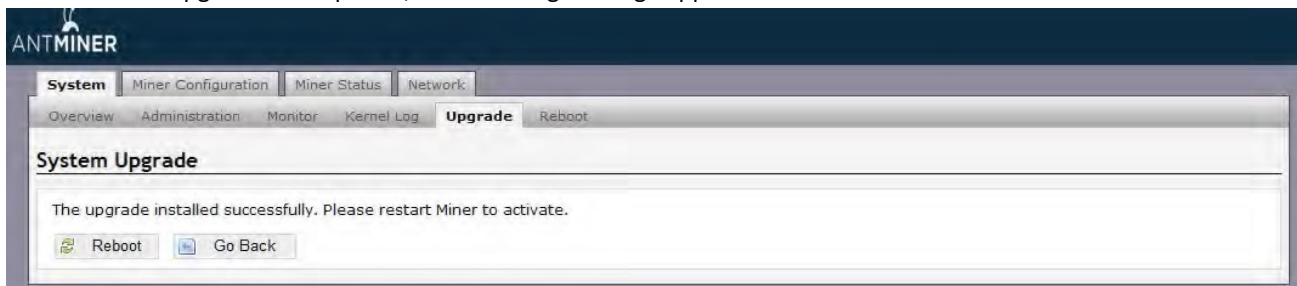 ANTMINER
System Miner Configuration Miner Status Network
Overview Administration Monitor Kernel Log Upgrade Reboot
System Upgrade
The upgrade installed successfully. Please restart Miner to activate.
Reboot Go Back